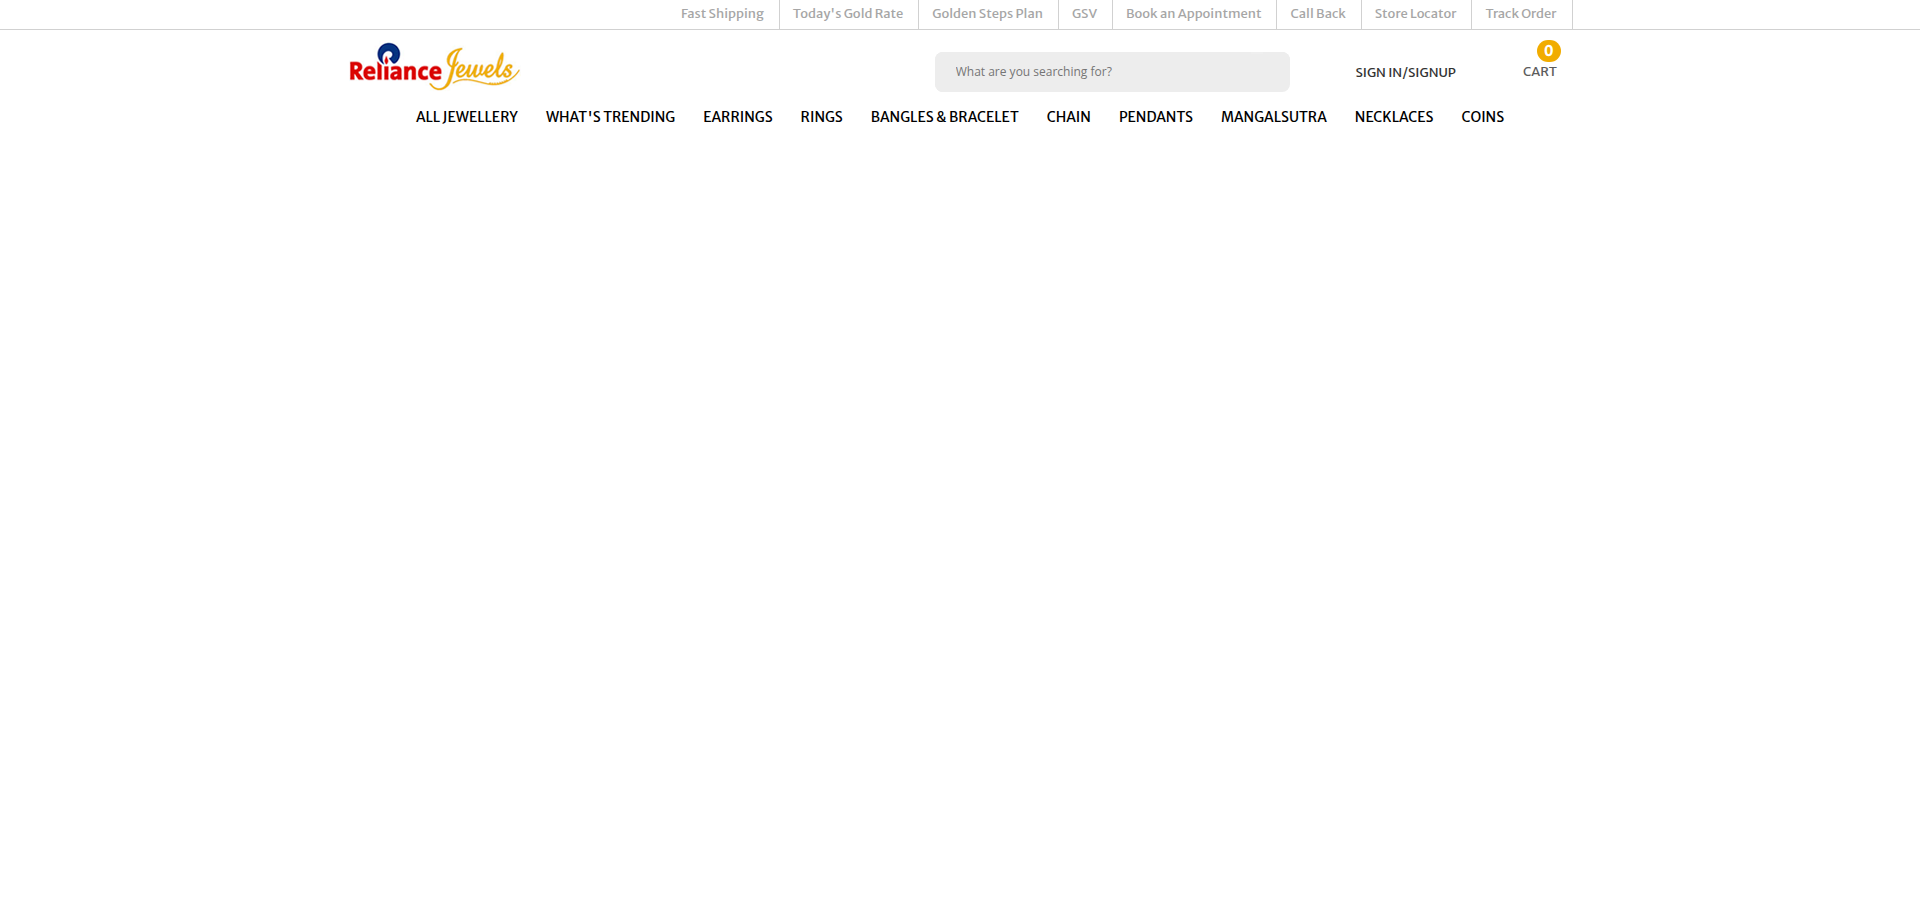 Fast Shipping Today's Gold Rate Golden Steps Plan GSV Book an Appointment Call Back Store Locator Track Order
Reliance Jewels What are you searching for? SIGN IN/SIGNUP 0 CART
ALL JEWELLERY WHAT'S TRENDING EARRINGS RINGS BANGLES & BRACELET CHAIN PENDANTS MANGALSUTRA NECKLACES COINS